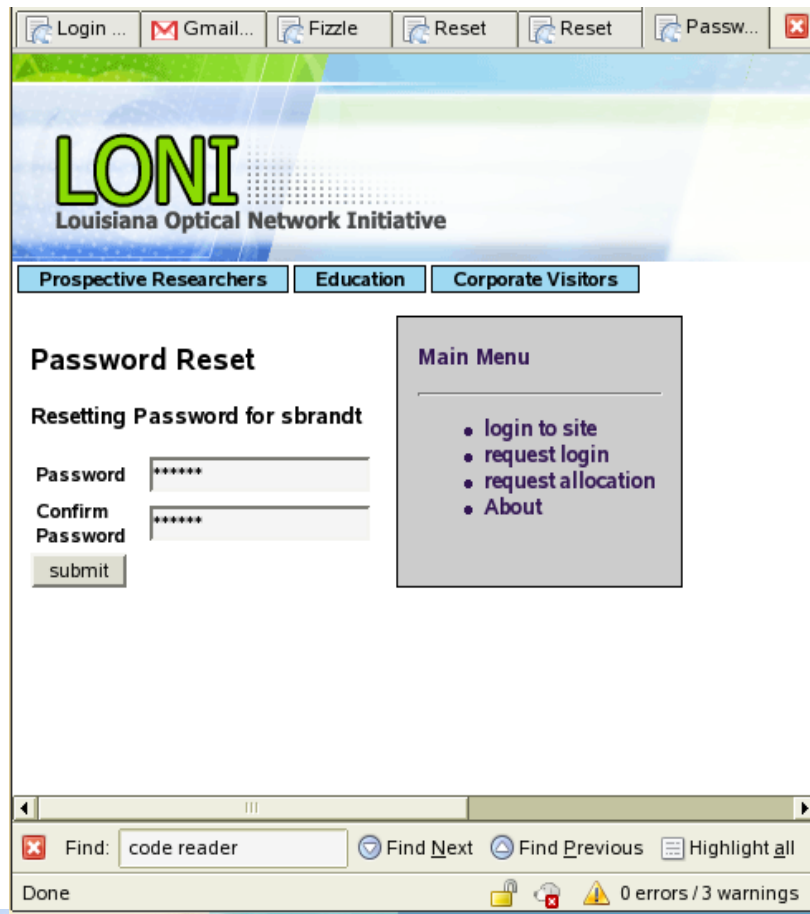 Login ... Gmail... Fizzle Reset Reset Passw...
LONI
Louisiana Optical Network Initiative
Prospective Researchers Education Corporate Visitors
Password Reset
Resetting Password for sbrandt
Password ******
Confirm Password ******
submit
Main Menu
login to site
request login
request allocation
About
Find: code reader Find Next Find Previous Highlight all
Done 0 errors / 3 warnings